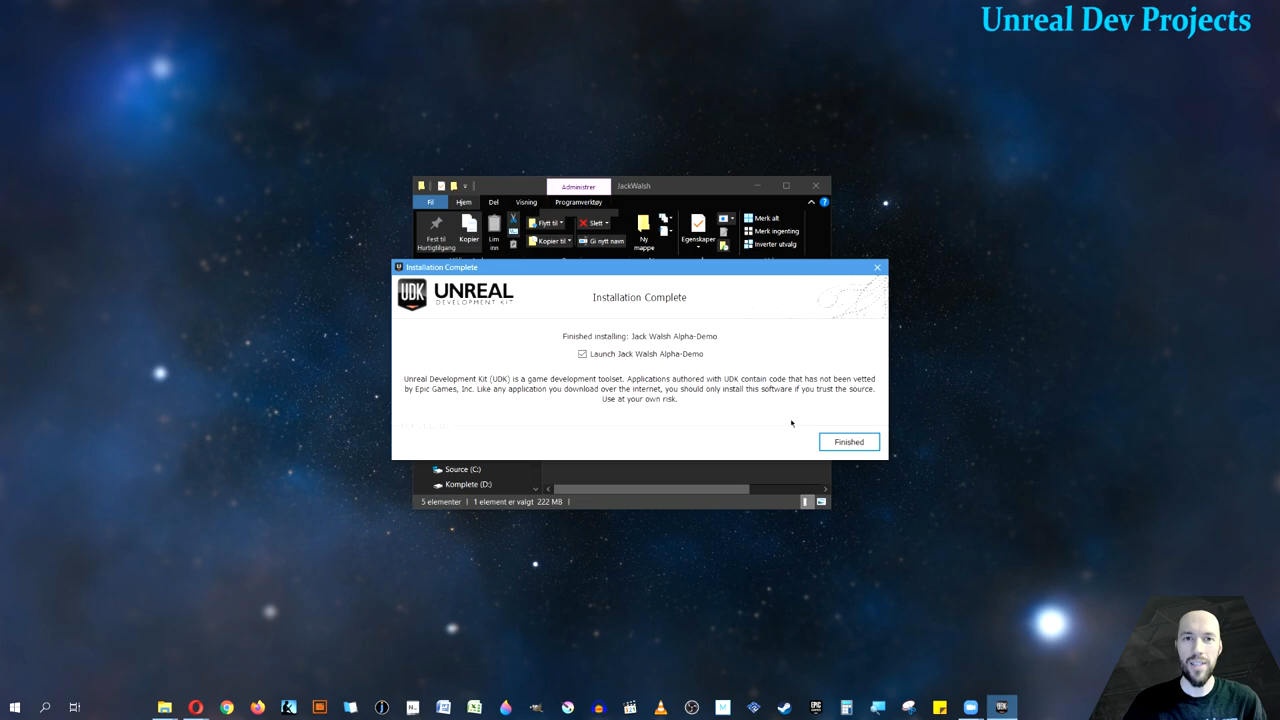 Unreal Dev Projects
Administrer
JackWalsh
Fil
Hjem
Del
Visning
Programverktøy
Fest til
Hurtigtilgang
Kopier
Lim
inn
Flytt til
Kopier til
Slett
Gi nytt navn
Ny
mappe
Egenskaper
Merk alt
Merk ingenting
Inverter utvalg
Installation Complete
UDK
UNREAL
DEVELOPMENT KIT
Installation Complete
Finished installing: Jack Walsh Alpha-Demo
Launch Jack Walsh Alpha-Demo
Unreal Development Kit (UDK) is a game development toolset. Applications authored with UDK contain code that has not been vetted
by Epic Games, Inc. Like any application you download over the internet, you should only install this software if you trust the source.
Use at your own risk.
Finished
Source (C:)
Komplete (D:)
5 elementer
1 element er valgt 222 MB